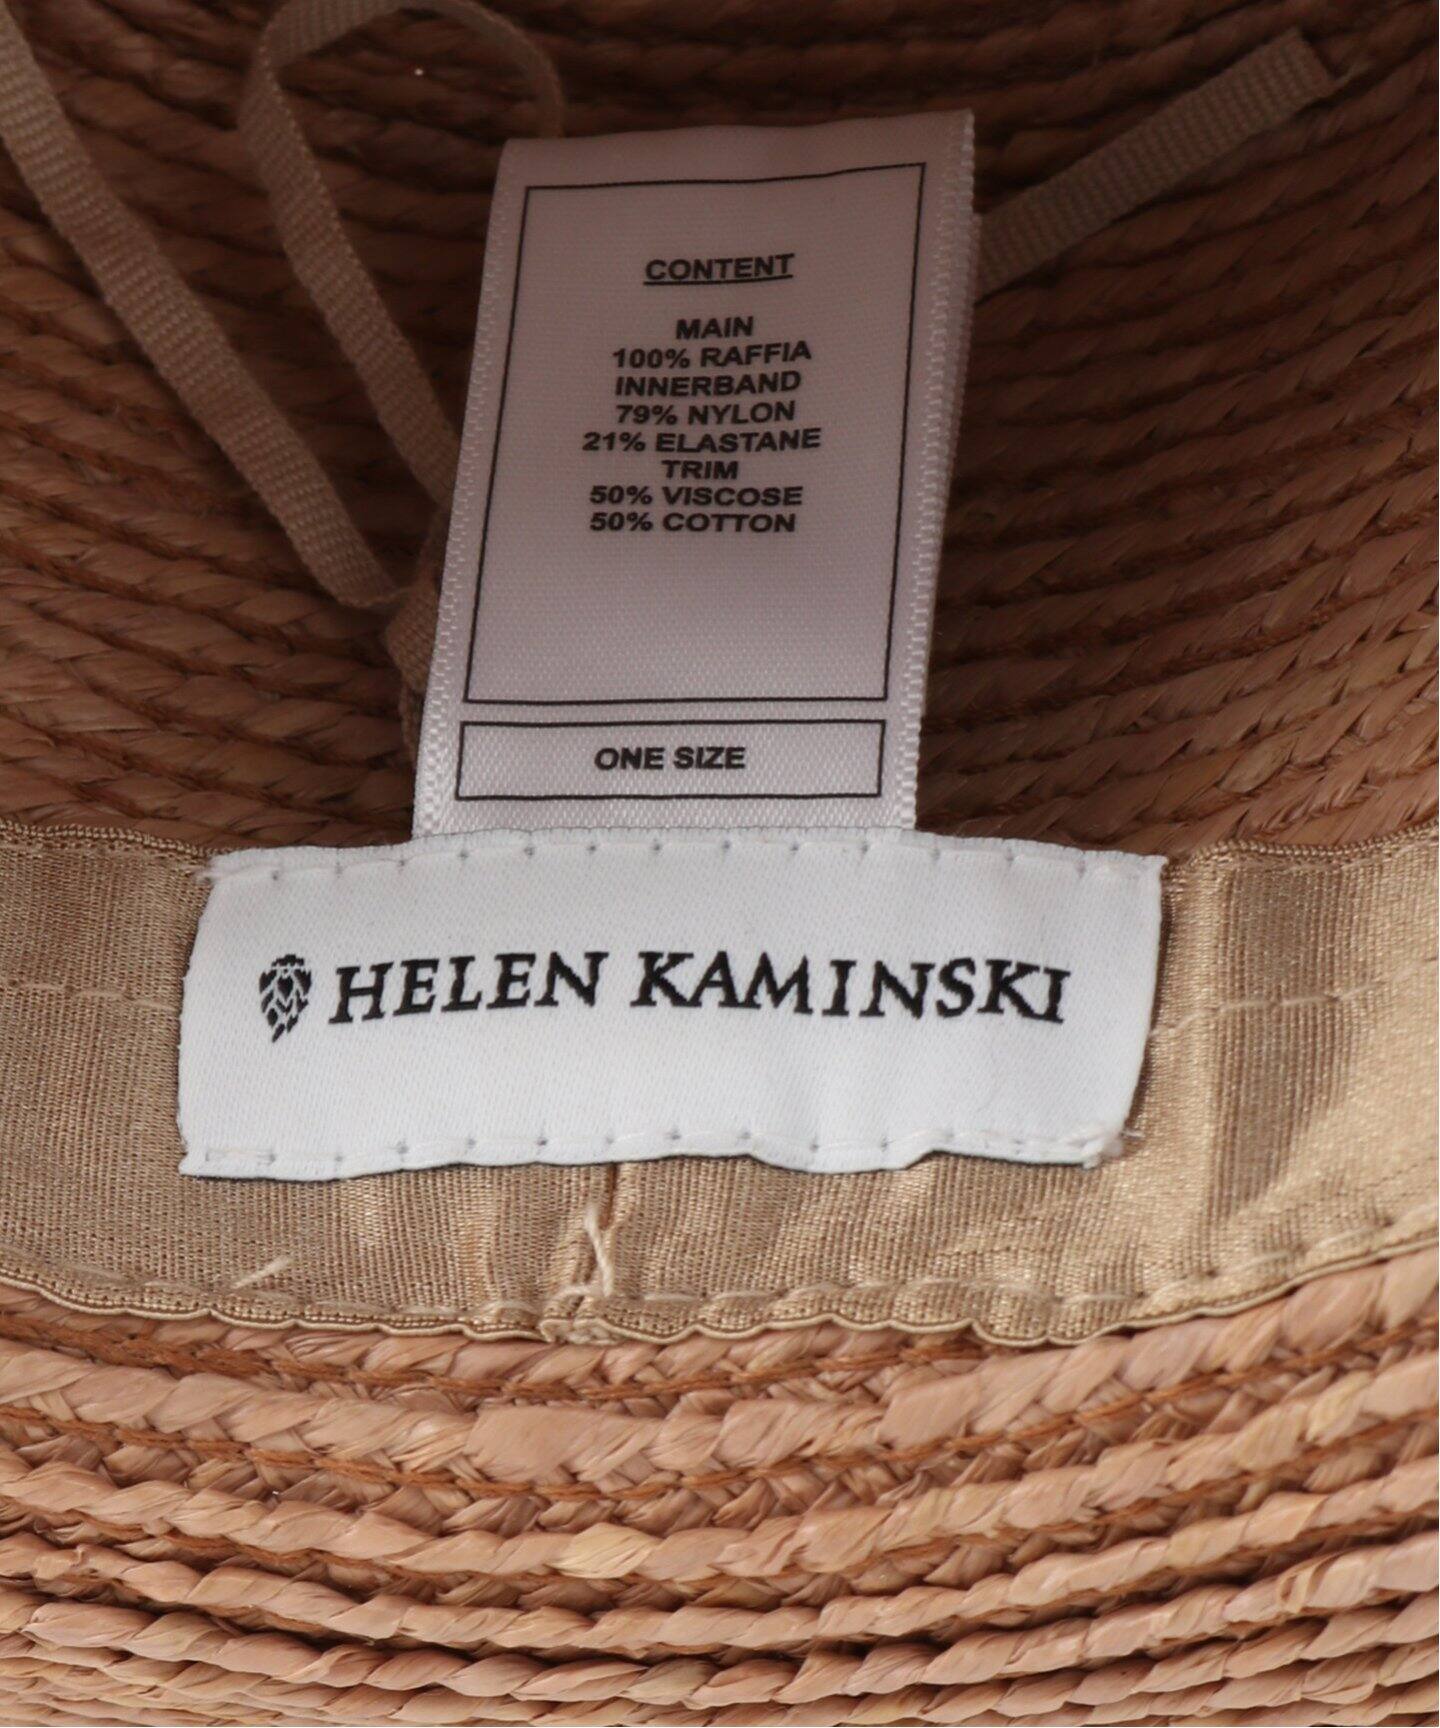 CONTENT
MAIN
100% RAFFIA
INNERBAND
79% NYLON
21% ELASTANE
TRIM
50% VISCOSE
50% COTTON
ONE SIZE
HELEN KAMINSKI